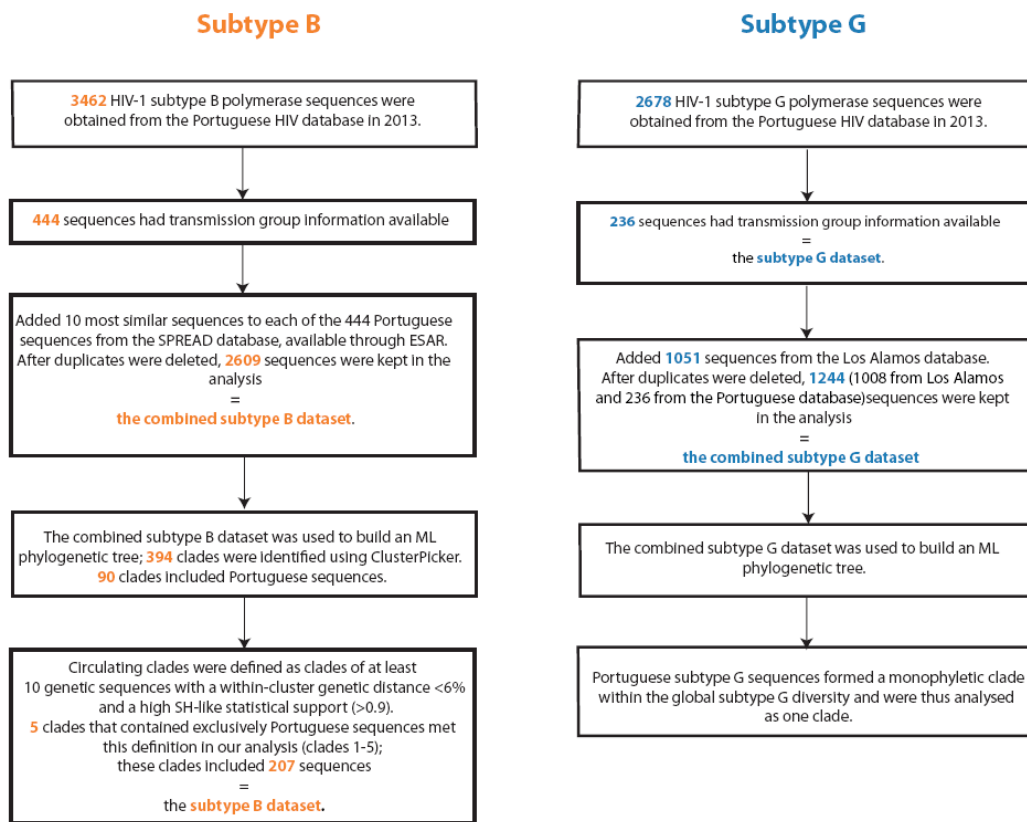 Subtype B
3462 HIV-1 subtype B polymerase sequences were
obtained from the Portuguese HIV database in 2013.
444 sequences had transmission group information available
Added 10 most similar sequences to each of the 444 Portuguese
sequences from the SPREAD database, available through ESAR.
After duplicates were deleted, 2609 sequences were kept in the
analysis
=
the combined subtype B dataset.
The combined subtype B dataset was used to build an ML
phylogenetic tree; 394 clades were identified using ClusterPicker.
90 clades included Portuguese sequences.
Circulating clades were defined as clades of at least
10 genetic sequences with a within-cluster genetic distance <6%
and a high SH-like statistical support (>0.9).
5 clades that contained exclusively Portuguese sequences met
this definition in our analysis (clades 1-5);
these clades included 207 sequences
=
the subtype B dataset.
Subtype G
2678 HIV-1 subtype G polymerase sequences were
obtained from the Portuguese HIV database in 2013.
236 sequences had transmission group information available
=
the subtype G dataset.
Added 1051 sequences from the Los Alamos database.
After duplicates were deleted, 1244 (1008 from Los Alamos
and 236 from the Portuguese database)sequences were kept
in the analysis
=
the combined subtype G dataset
The combined subtype G dataset was used to build an ML
phylogenetic tree.
Portuguese subtype G sequences formed a monophyletic clade
within the global subtype G diversity and were thus analysed
as one clade.